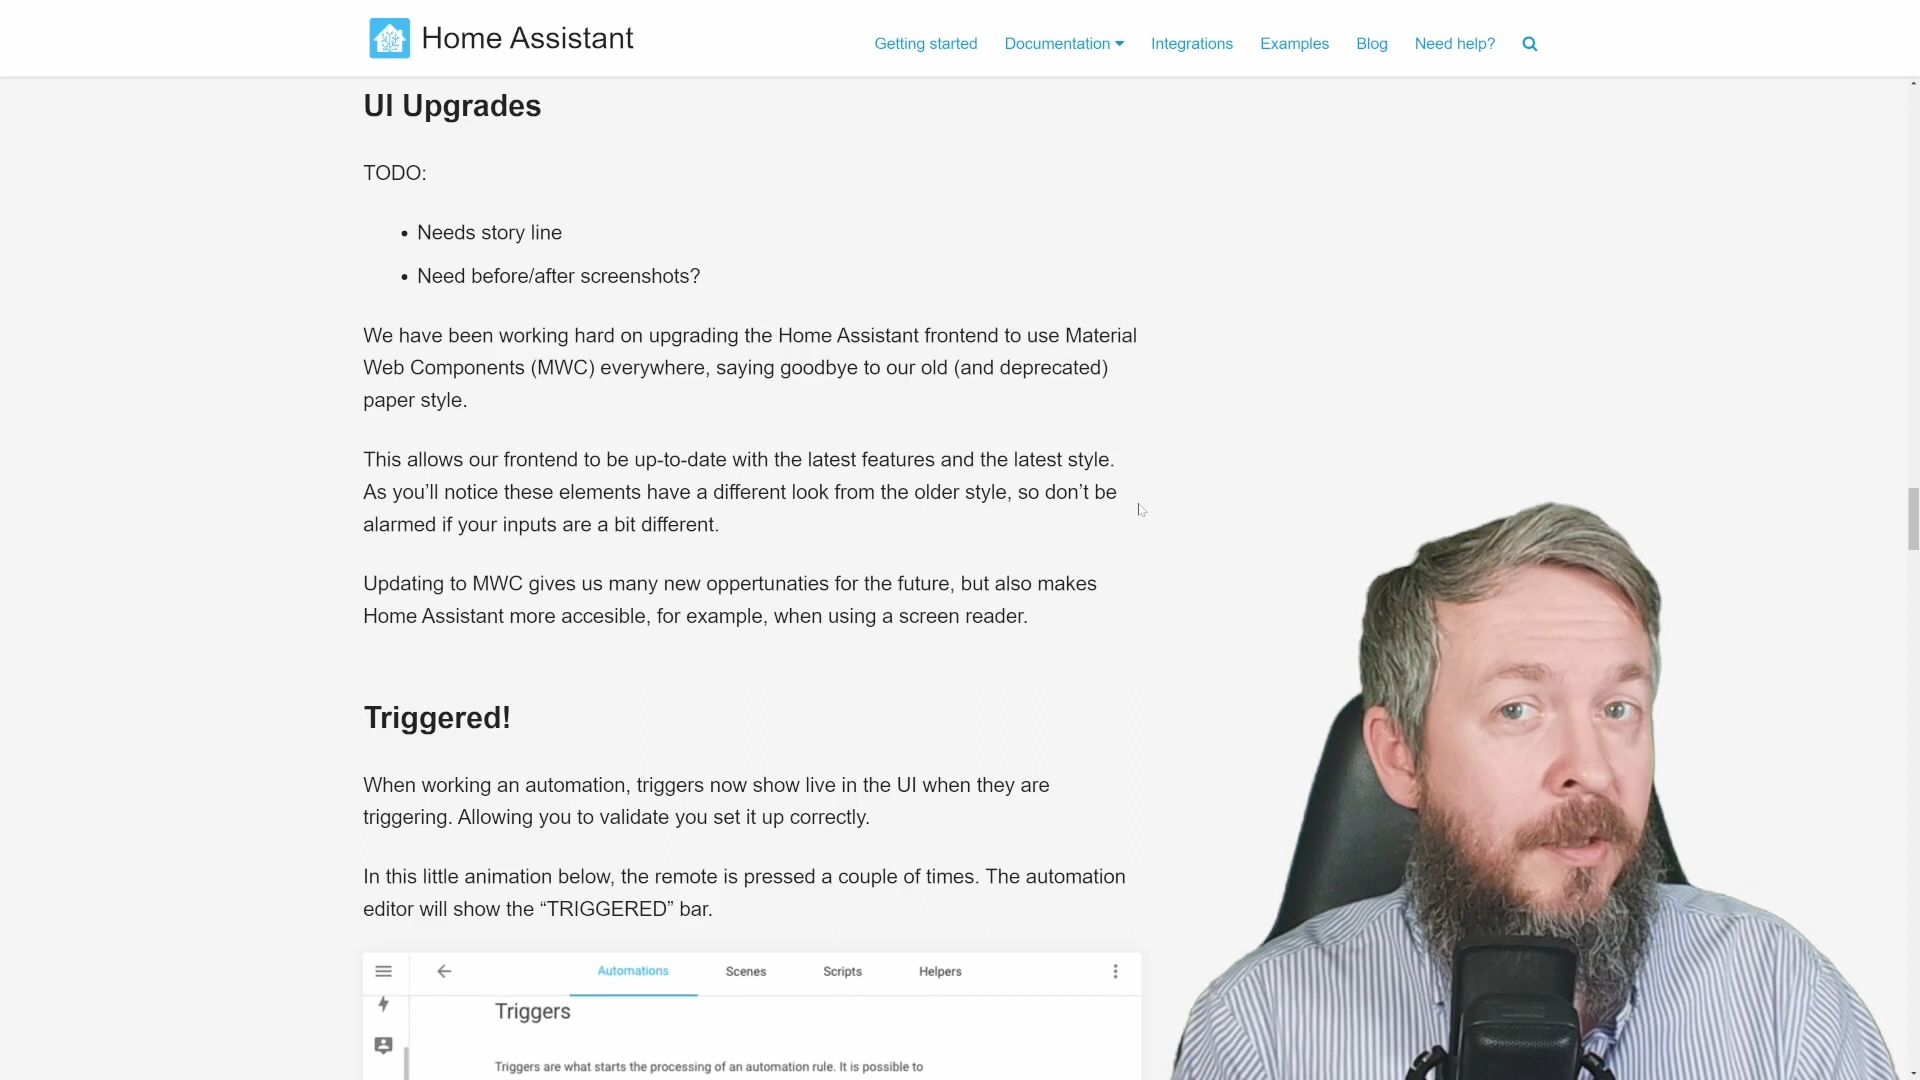 Home Assistant
Getting started Documentation Integrations Examples Blog Need help?
UI Upgrades
TODO:
• Needs story line
• Need before/after screenshots?
We have been working hard on upgrading the Home Assistant frontend to use Material
Web Components (MWC) everywhere, saying goodbye to our old (and deprecated)
paper style.
This allows our frontend to be up-to-date with the latest features and the latest style.
As you’ll notice these elements have a different look from the older style, so don’t be
alarmed if your inputs are a bit different.
Updating to MWC gives us many new oppertunaties for the future, but also makes
Home Assistant more accesible, for example, when using a screen reader.
Triggered!
When working an automation, triggers now show live in the UI when they are
triggering. Allowing you to validate you set it up correctly.
In this little animation below, the remote is pressed a couple of times. The automation
editor will show the “TRIGGERED” bar.
Automations Scenes Scripts Helpers
Triggers
Triggers are what starts the processing of an automation rule. It is possible to